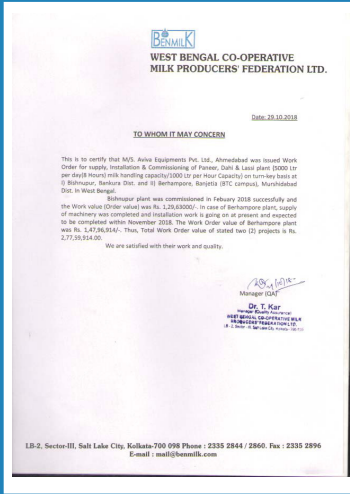 BENMILK
WEST BENGAL CO-OPERATIVE
MILK PRODUCERS' FEDERATION LTD.
Date: 29.10.2018
TO WHOM IT MAY CONCERN
This is to certify that M/S. Aviva Equipments Pvt. Ltd., Ahmedabad was issued Work
Order for supply, Installation & Commissioning of Paneer, Dahi & Lassi plant (5000 Ltr
per day(8 Hours) milk handling capacity/1000 Ltr per Hour Capacity) on turn-key basis at
i) Bishnupur, Bankura Dist. and ii) Berhampore, Banjetia (BTC campus), Murshidabad
Dist. In West Bengal.
Bishnupur plant was commissioned in Febuary 2018 successfully and
the Work value (Order value) was Rs. 1,29,63000/-. In case of Berhampore plant, supply
of machinery was completed and installation work is going on at present and expected
to be completed within November 2018. The Work Order value of Berhampore plant
was Rs. 1,47,96,914/-. Thus, Total Work Order value of stated two (2) projects is Rs.
2,77,59,914.00
We are satisfied with their work and quality.
Manager (QA)
Dr. T. Kar
Manager (Quality Assurance)
WEST BENGAL CO-OPERATIVE MILK
PRODUCERS' FEDERATION LTD.
LB-2, Sector-III, Salt Lake City, Kolkata-700 098 Phone : 2335 2844 / 2860. Fax : 2335 2896
E-mail : mail@benmilk.com